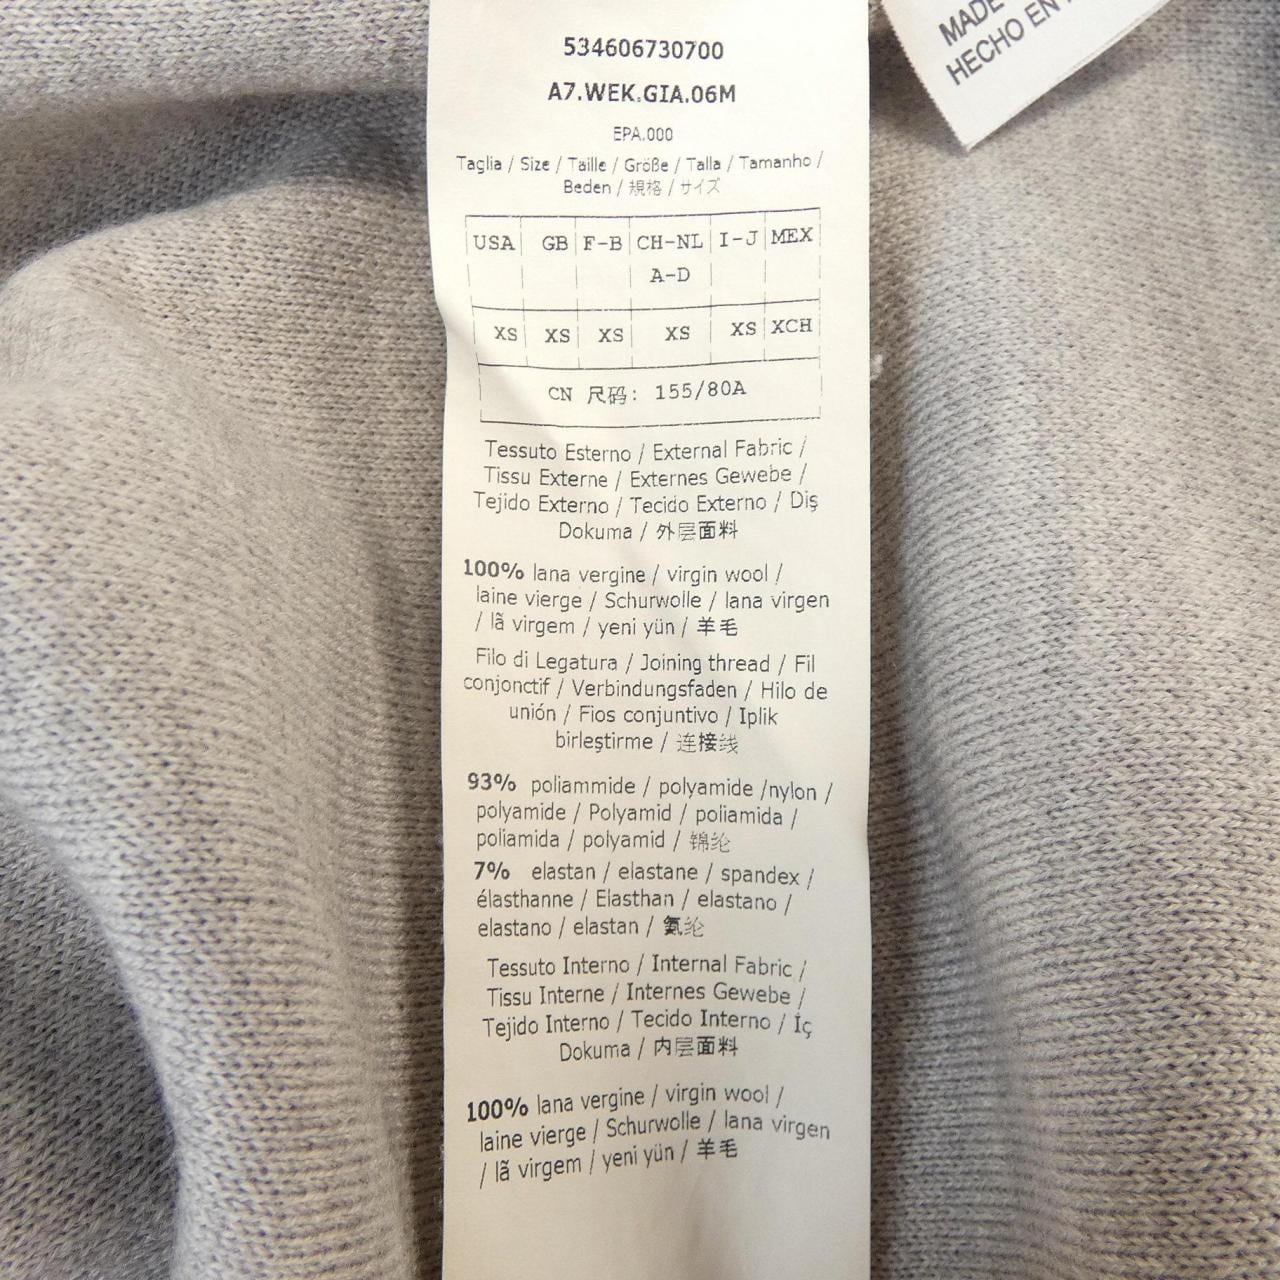 534606730700
A7.WEK.GIA.06M
EPA.000
Taglia / Size / Taille / Größe / Talla / Tamanho /
Beden / 規格 / サイズ
USA GB F-B CH-NL I-J MEX
A-D
XS XS XS XS XS XCH
CN 尺码: 155/80A
Tessuto Esterno / External Fabric /
Tissu Externe / Externes Gewebe /
Tejido Externo / Tecido Externo / Diş
Dokuma / 外层面料
100% lana vergine / virgin wool /
laine vierge / Schurwolle / lana virgen
/ lã virgem / yeni yün / 羊毛
Filo di Legatura / Joining thread / Fil
conjonctif / Verbindungsfaden / Hilo de
unión / Fios conjuntivo / Iplik
birleştirme / 连接线
93% poliammide / polyamide /nylon /
polyamide / Polyamid / poliamida /
poliamida / polyamid / 锦纶
7% elastan / elastane / spandex /
élasthanne / Elasthan / elastano /
elastano / elastan / 氨纶
Tessuto Interno / Internal Fabric /
Tissu Interne / Internes Gewebe /
Tejido Interno / Tecido Interno / İç
Dokuma / 内层面料
100% lana vergine / virgin wool /
laine vierge / Schurwolle / lana virgen
/ lã virgem / yeni yün / 羊毛
MADE
HECHO EN